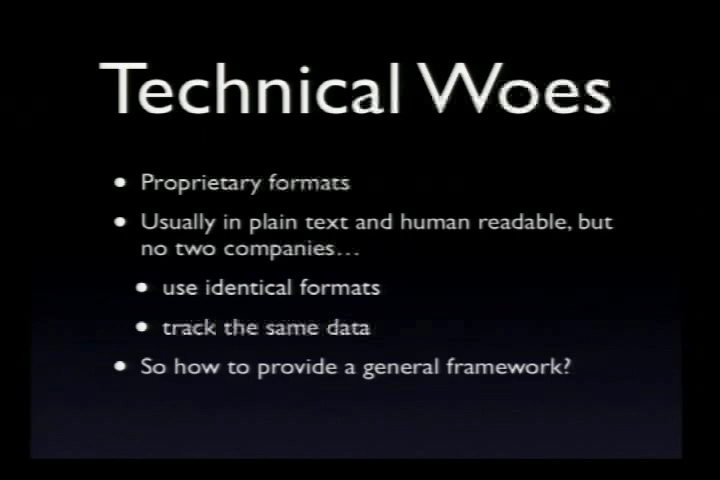 Technical Woes
• Proprietary formats
• Usually in plain text and human readable, but
no two companies…
• use identical formats
• track the same data
• So how to provide a general framework?